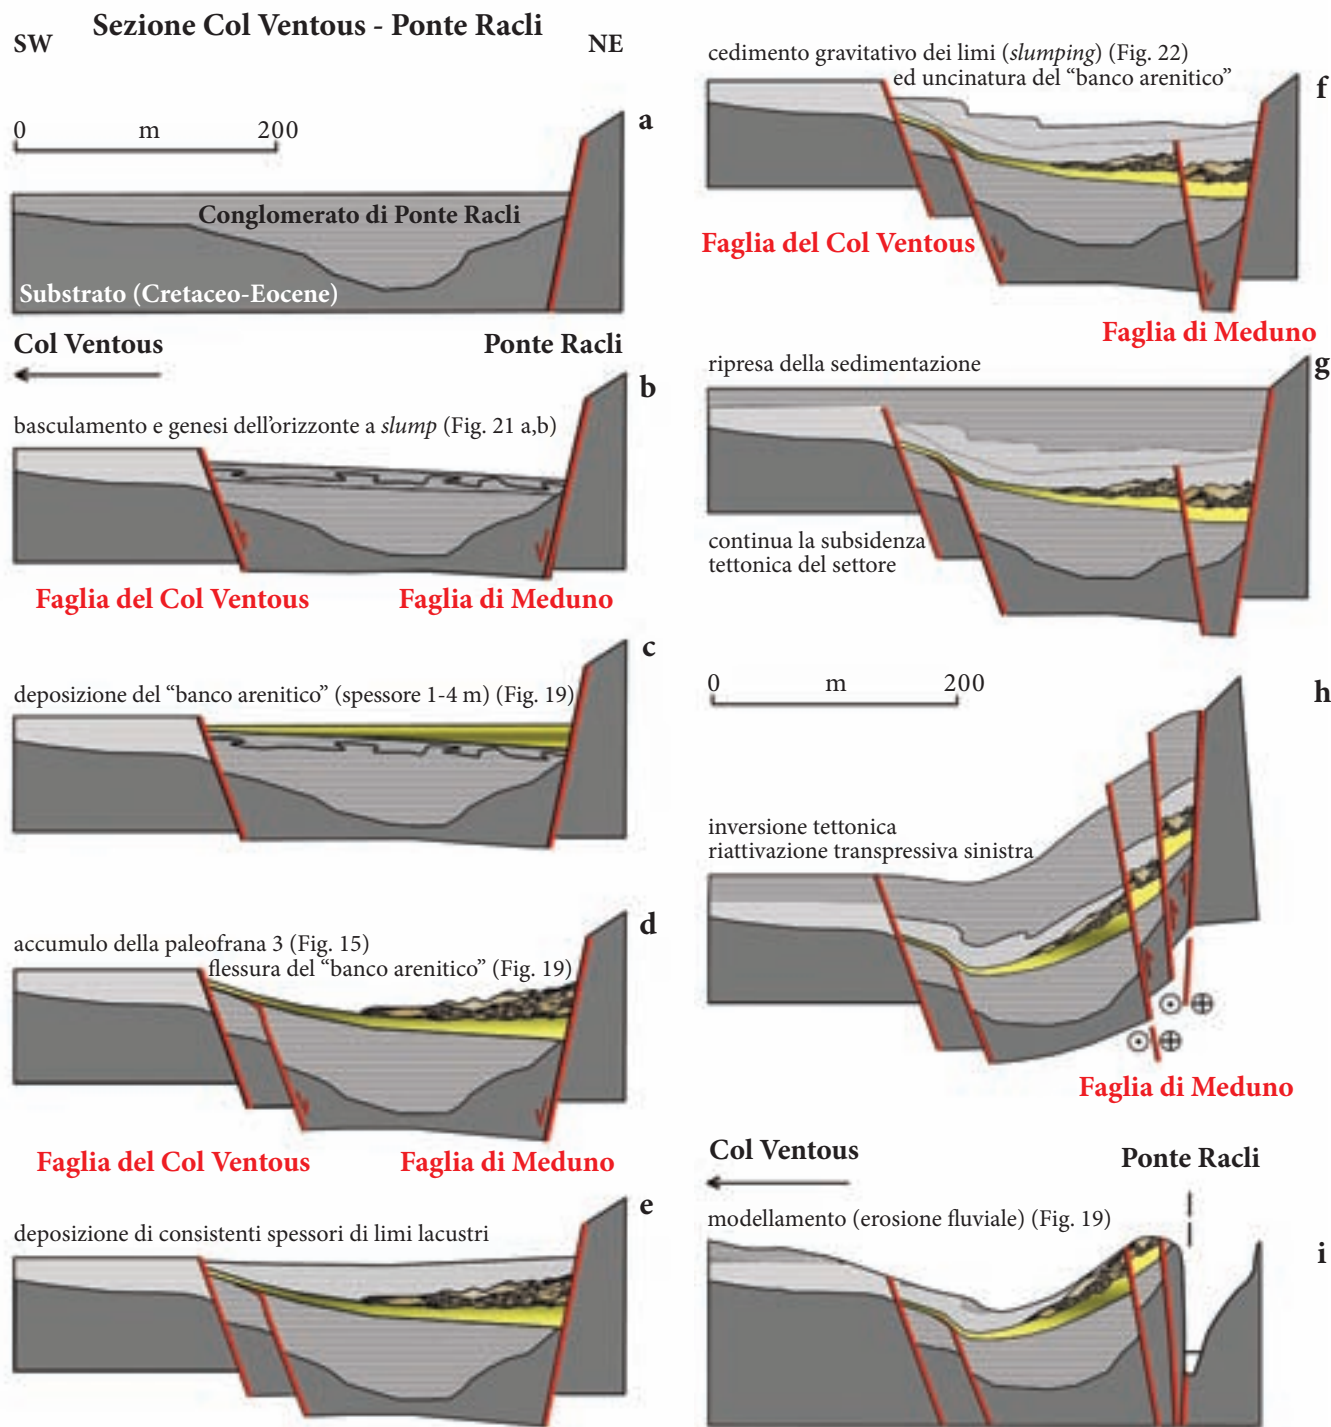 Sezione Col Ventous - Ponte Racli
SW
NE
a
0 m 200
Conglomerato di Ponte Racli
Substrato (Cretaceo-Eocene)
Col Ventous
Ponte Racli
b
basculamento e genesi dell'orizzonte a slump (Fig. 21 a,b)
Faglia del Col Ventous
Faglia di Meduno
c
deposizione del “banco arenitico” (spessore 1-4 m) (Fig. 19)
d
accumulo della paleofrana 3 (Fig. 15)
flessura del “banco arenitico” (Fig. 19)
Faglia del Col Ventous
Faglia di Meduno
e
deposizione di consistenti spessori di limi lacustri
cedimento gravitativo dei limi (slumping) (Fig. 22)
ed uncinatura del “banco arenitico”
f
Faglia del Col Ventous
Faglia di Meduno
g
ripresa della sedimentazione
continua la subsidenza
tettonica del settore
h
0 m 200
inversione tettonica
riattivazione transpressiva sinistra
Faglia di Meduno
Col Ventous
Ponte Racli
modellamento (erosione fluviale) (Fig. 19)
i